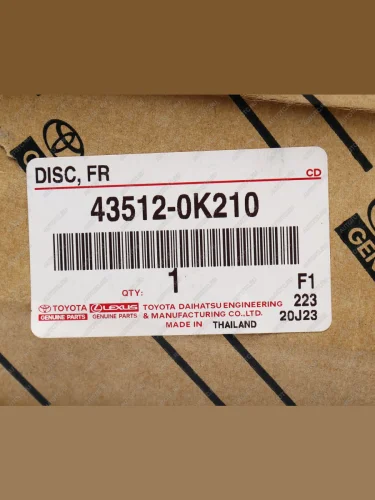 DISC, FR
CD
43512-0K210
QTY: 1
F1
223
20J23
TOYOTA
GENUINE PARTS
LEXUS
GENUINE PARTS
TOYOTA DAIHATSU ENGINEERING
& MANUFACTURING CO.,LTD.
MADE IN THAILAND
GENUINE